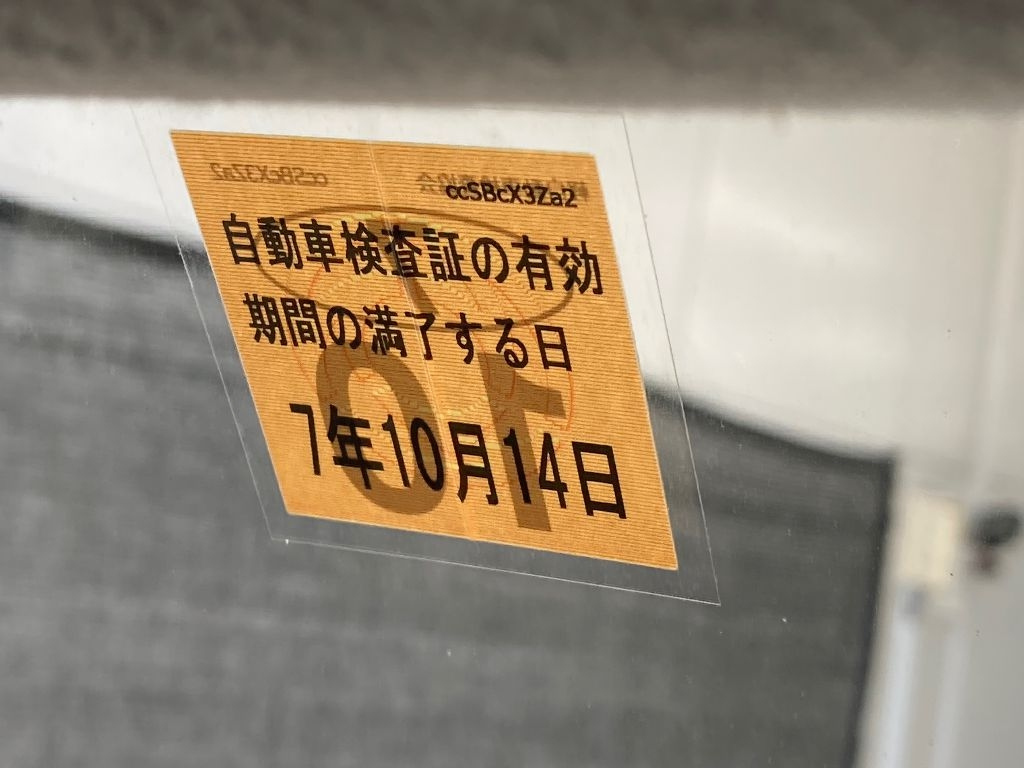 ccSBcX3Za2
自動車検査証の有効
期間の満了する日
7年10月14日